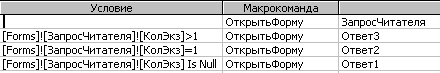 Условие Макрокоманда
ОткрытьФорму ЗапросЧитателя
[Forms]![ЗапросЧитателя]![КолЭкз]>1 ОткрытьФорму Ответ3
[Forms]![ЗапросЧитателя]![КолЭкз]=1 ОткрытьФорму Ответ2
[Forms]![ЗапросЧитателя]![КолЭкз] Is Null ОткрытьФорму Ответ1